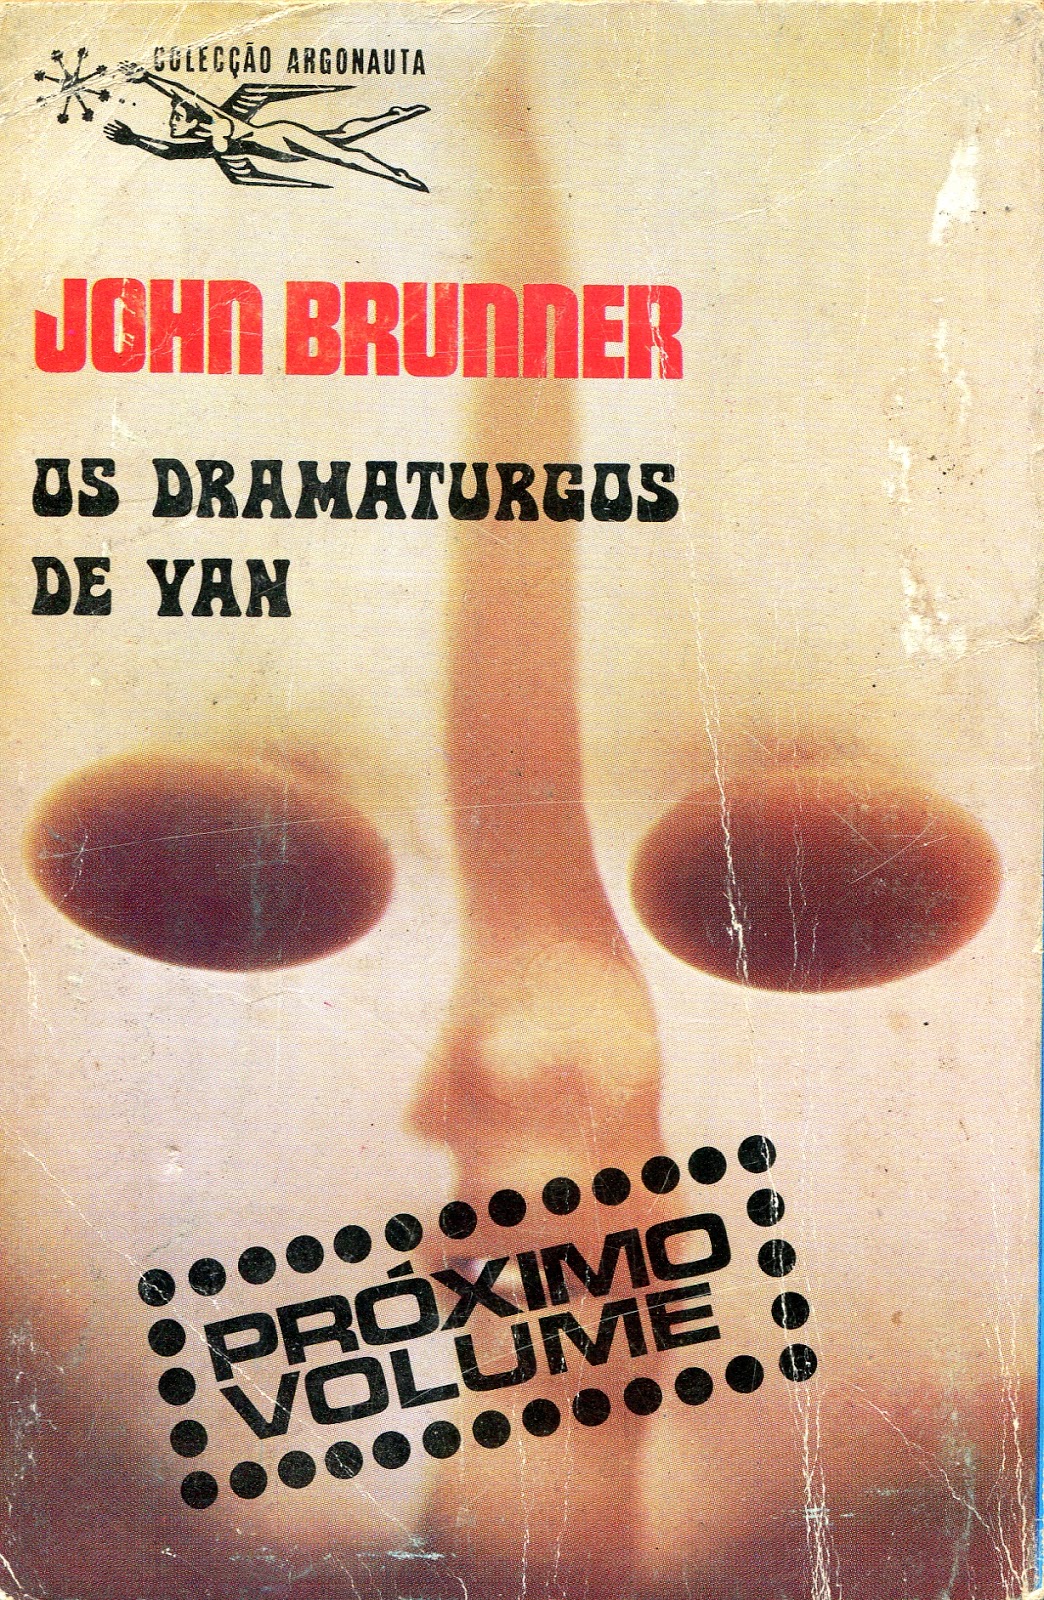 COLECÇÃO ARGONAUTA
JOHN BRUNNER
OS DRAMATURGOS
DE YAN
PRÓXIMO
VOLUME